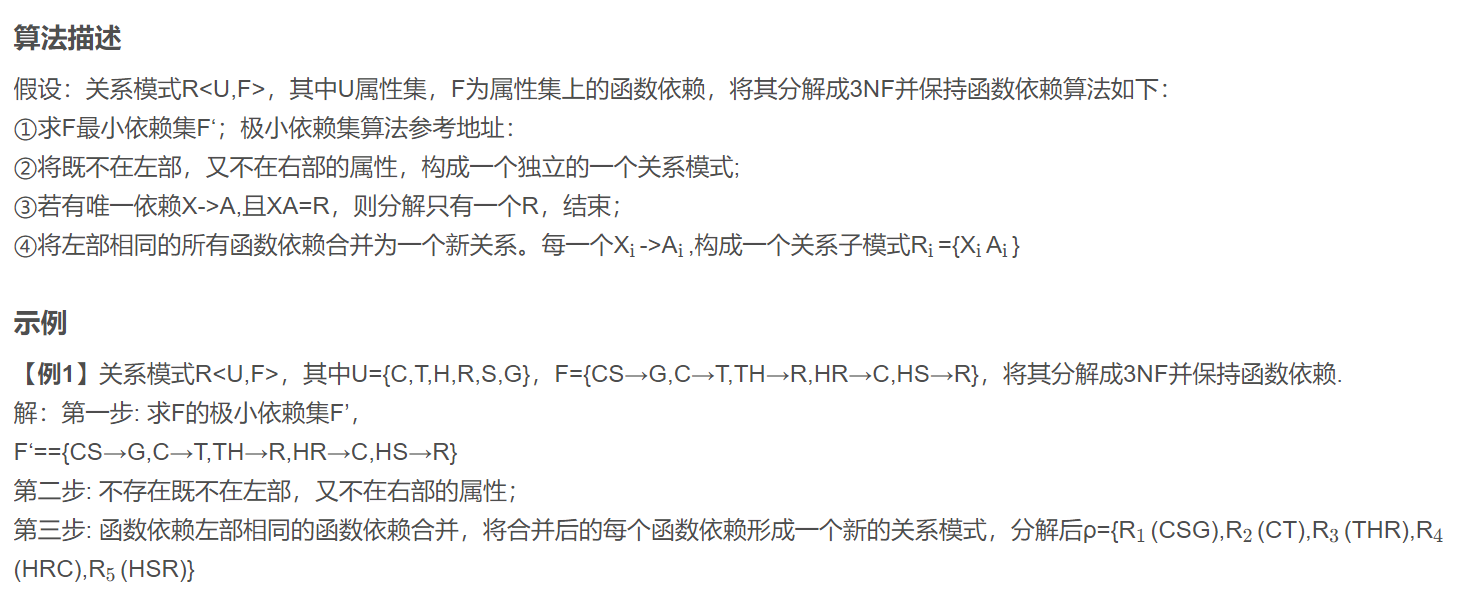 算法描述
假设：关系模式R<U,F>，其中U属性集，F为属性集上的函数依赖，将其分解成3NF并保持函数依赖算法如下：
①求F最小依赖集F‘；极小依赖集算法参考地址：
②将既不在左部，又不在右部的属性，构成一个独立的一个关系模式;
③若有唯一依赖X->A,且XA=R，则分解只有一个R，结束；
④将左部相同的所有函数依赖合并为一个新关系。每一个Xi->Ai ,构成一个关系子模式Ri={XiAi}
示例
【例1】关系模式R<U,F>，其中U={C,T,H,R,S,G}，F={CS→G,C→T,TH→R,HR→C,HS→R}，将其分解成3NF并保持函数依赖.
解：第一步: 求F的极小依赖集F’，
F‘=={CS→G,C→T,TH→R,HR→C,HS→R}
第二步: 不存在既不在左部，又不在右部的属性；
第三步: 函数依赖左部相同的函数依赖合并，将合并后的每个函数依赖形成一个新的关系模式，分解后ρ={R1(CSG),R2(CT),R3(THR),R4
(HRC),R5(HSR)}